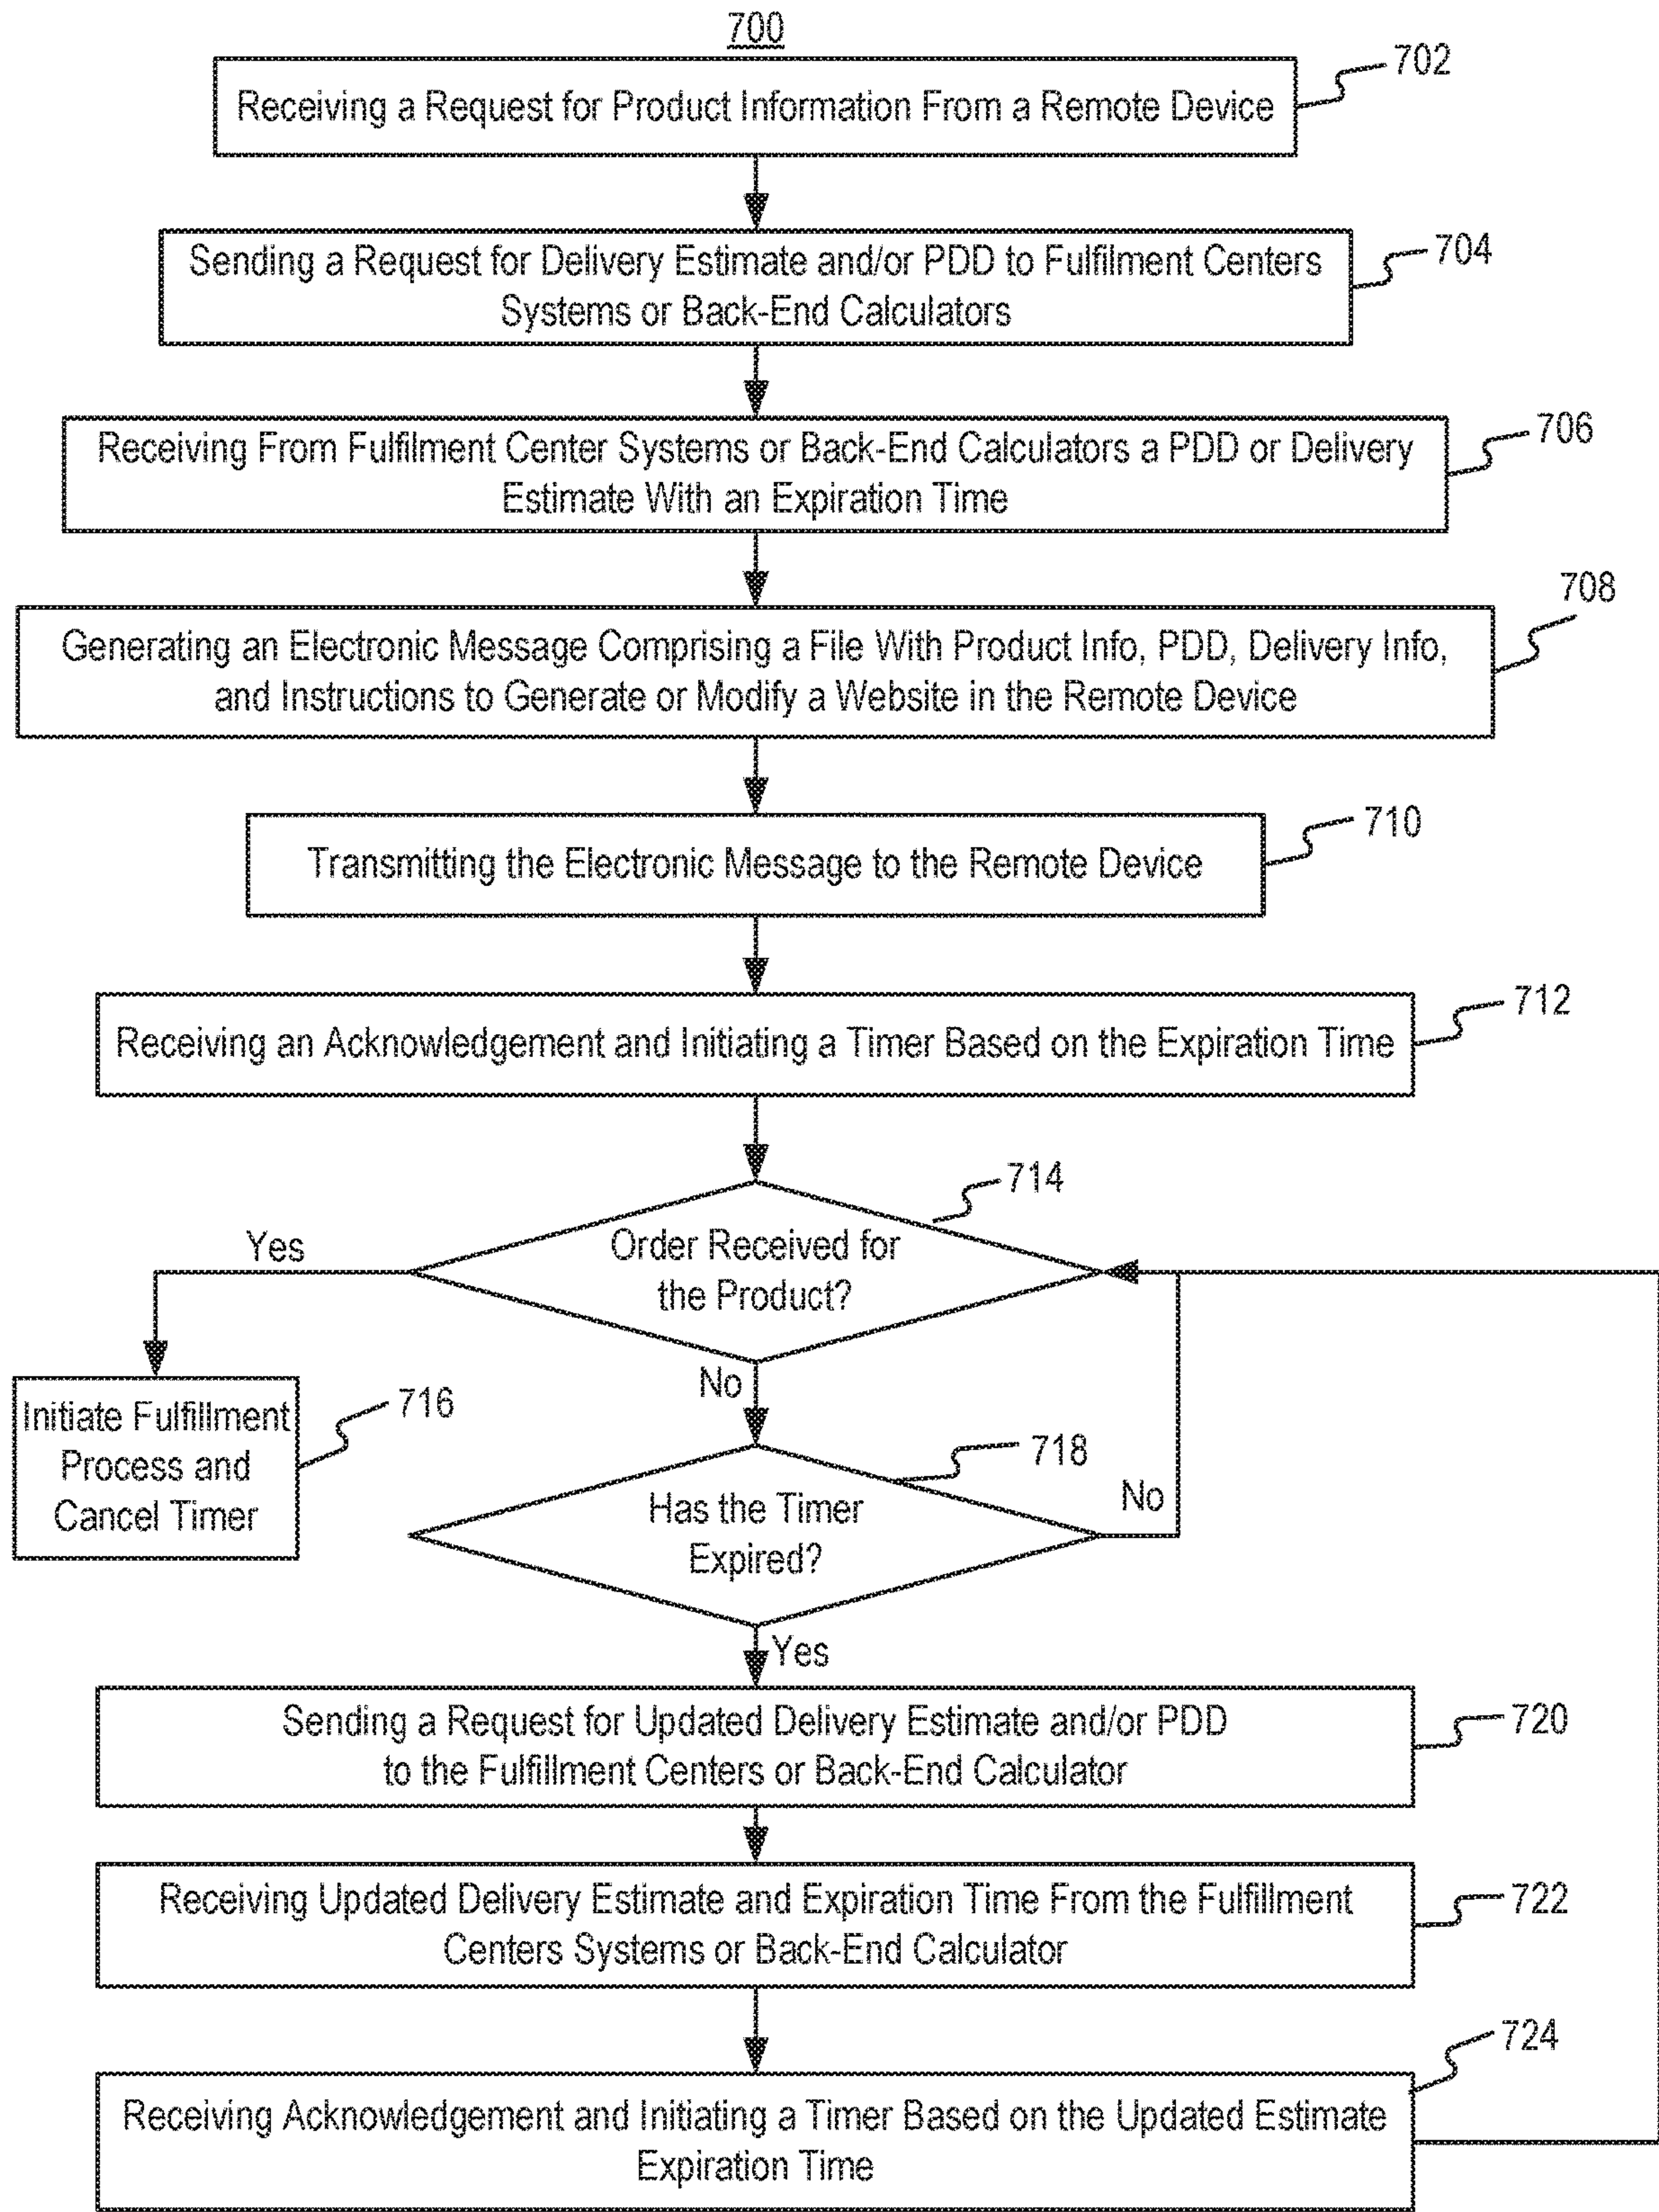 700
702
Receiving a Request for Product Information From a Remote Device
704
Sending a Request for Delivery Estimate and/or PDD to Fulfilment Centers
Systems or Back-End Calculators
706
Receiving From Fulfilment Center Systems or Back-End Calculators a PDD or Delivery
Estimate With an Expiration Time
708
Generating an Electronic Message Comprising a File With Product Info, PDD, Delivery Info,
and Instructions to Generate or Modify a Website in the Remote Device
710
Transmitting the Electronic Message to the Remote Device
712
Receiving an Acknowledgement and Initiating a Timer Based on the Expiration Time
714
Yes
Order Received for
the Product?
No
716
Initiate Fulfillment
Process and
Cancel Timer
718
No
Has the Timer
Expired?
Yes
720
Sending a Request for Updated Delivery Estimate and/or PDD
to the Fulfillment Centers or Back-End Calculator
722
Receiving Updated Delivery Estimate and Expiration Time From the Fulfillment
Centers Systems or Back-End Calculator
724
Receiving Acknowledgement and Initiating a Timer Based on the Updated Estimate
Expiration Time